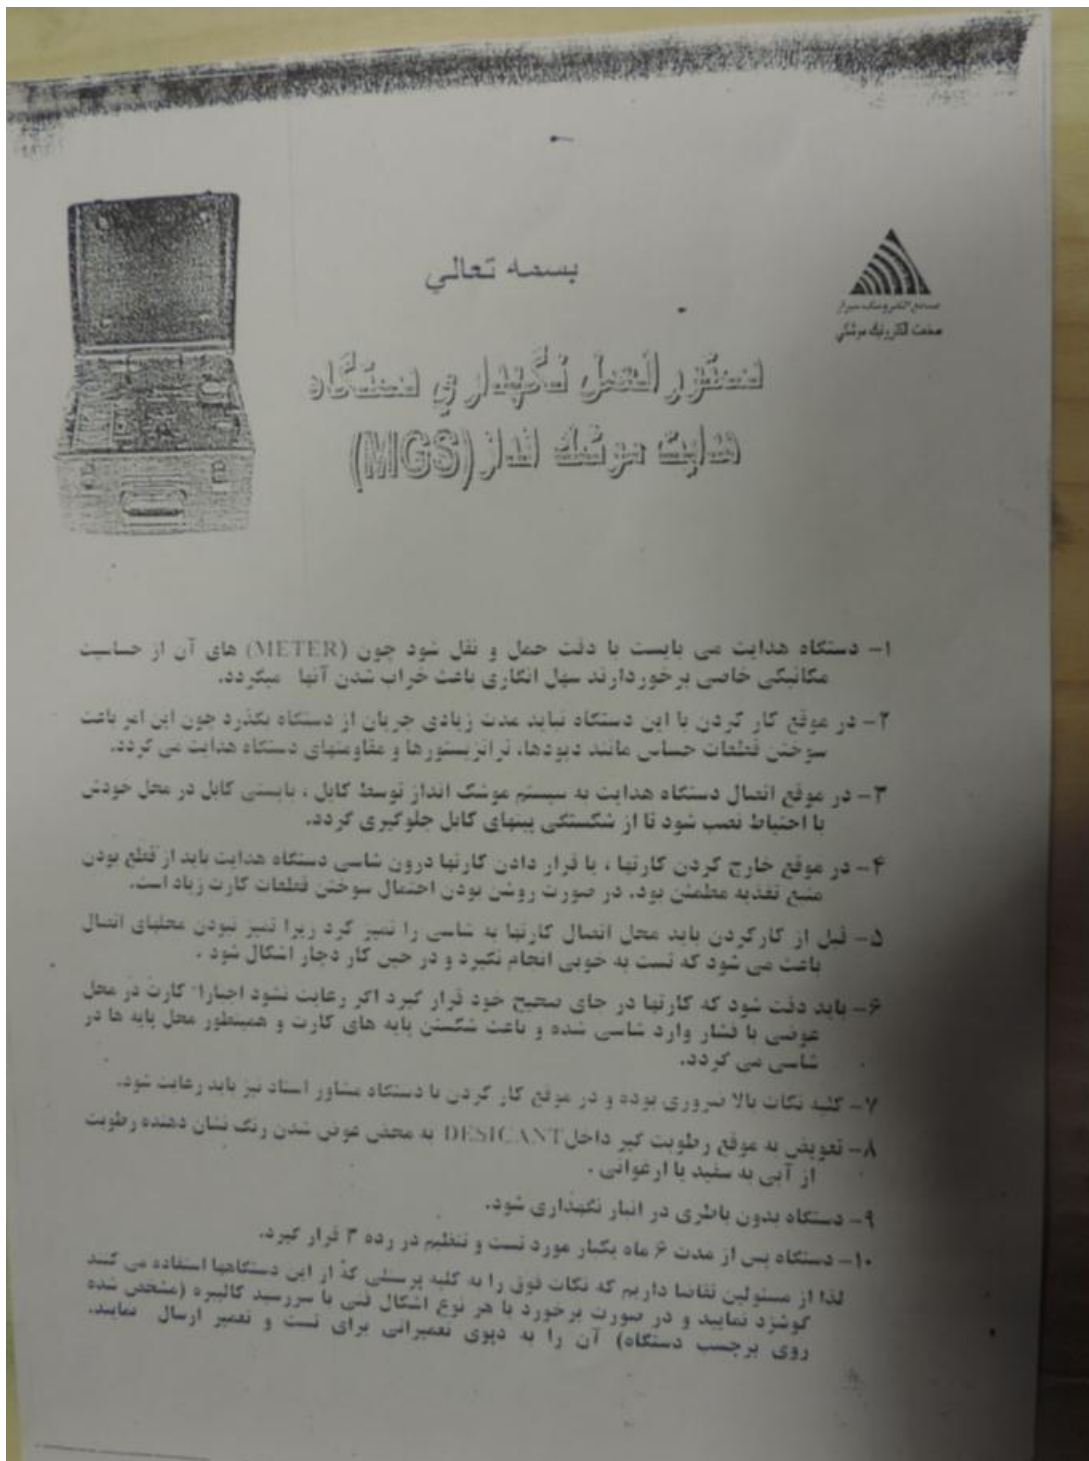 بسمه تعالي
صنایع الکترونیک شیراز
صنعت الکترونیک موشکي
دستورالعمل نگهداري دستگاه
هدايت موشک انداز (MGS)
۱- دستگاه هدایت می بایست با دقت حمل و نقل شود چون (METER) های آن از حساسیت
مکانیکی خاصی برخوردارند سهل انگاری باعث خراب شدن آنها میگردد.
۲- در موقع کار کردن با این دستگاه نباید مدت زیادی جریان از دستگاه بگذرد چون این امر باعث
سوختن قطعات حساس مانند دیودها، ترانزیستورها و مقاومتهای دستگاه هدایت می گردد.
۳- در موقع اتصال دستگاه هدایت به سیستم موشک انداز توسط کابل ، بایستی کابل در محل خودش
با احتیاط نصب شود تا از شکستگی پینهای کابل جلوگیری گردد.
۴- در موقع خارج کردن کارتها ، یا قرار دادن کارتها درون شاسی دستگاه هدایت باید از قطع بودن
منبع تغذیه مطمئن بود. در صورت روشن بودن احتمال سوختن قطعات کارت زیاد است.
۵- قبل از کارکردن باید محل اتصال کارتها به شاسی را تمیز کرد زیرا تمیز نبودن محلهای اتصال
باعث می شود که تست به خوبی انجام نگیرد و در حین کار دچار اشکال شود .
۶- باید دقت شود که کارتها در جای صحیح خود قرار گیرد اگر رعایت نشود اجباراً کارت در محل
عوضی با فشار وارد شاسی شده و باعث شکستن پایه های کارت و همینطور محل پایه ها در
شاسی می گردد.
۷- کلیه نکات بالا ضروری بوده و در موقع کار کردن با دستگاه مشاور استاد نیز باید رعایت شود.
۸- تعویض به موقع رطوبت گیر داخل DESICANT به محض عوض شدن رنگ نشان دهنده رطوبت
از آبی به سفید یا ارغوانی .
۹- دستگاه بدون باطری در انبار نگهداری شود.
۱۰- دستگاه پس از مدت ۶ ماه یکبار مورد تست و تنظیم در رده ۳ قرار گیرد.
لذا از مسئولین تقاضا داریم که نکات فوق را به کلیه پرسنلی که از این دستگاهها استفاده می کنند
گوشزد نمایید و در صورت برخورد با هر نوع اشکال فنی یا سررسید کالیبره (مشخص شده
روی برچسب دستگاه) آن را به دپوی تعمیراتی برای تست و تعمیر ارسال نمایید.